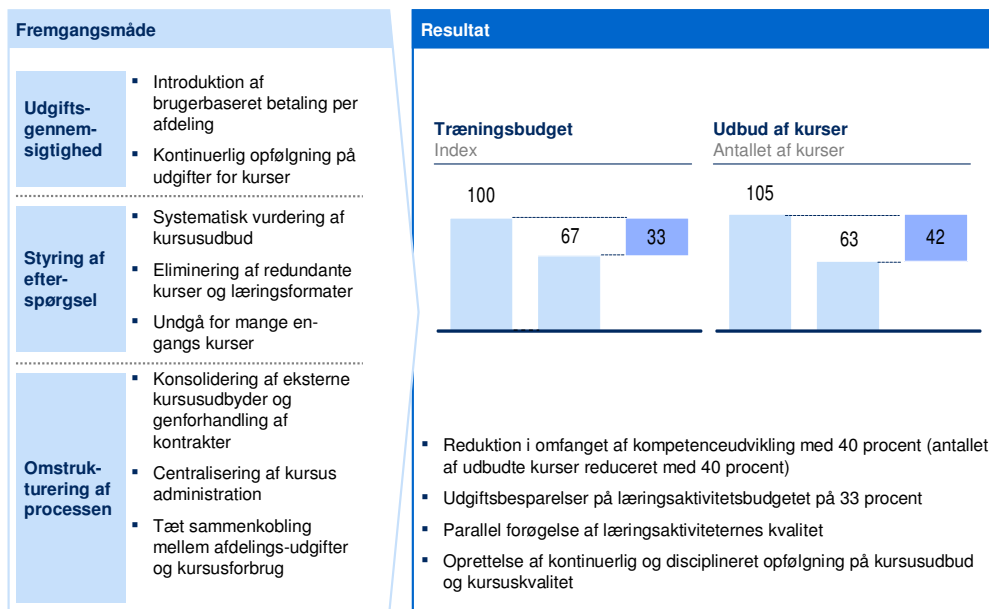 Fremgangsmåde
Udgifts-
gennem-
sigtighed
▪ Introduktion af
brugerbaseret betaling per
afdeling
▪ Kontinuerlig opfølgning på
udgifter for kurser
Styring af
efter-
spørgsel
▪ Systematisk vurdering af
kursusudbud
▪ Eliminering af redundante
kurser og læringsformater
▪ Undgå for mange en-
gangs kurser
Omstruk-
turering af
processen
▪ Konsolidering af eksterne
kursusudbyder og
genforhandling af
kontrakter
▪ Centralisering af kursus
administration
▪ Tæt sammenkobling
mellem afdelings-udgifter
og kursusforbrug
Resultat
Træningsbudget
Index
100
67
33
Udbud af kurser
Antallet af kurser
105
63
42
▪ Reduktion i omfanget af kompetenceudvikling med 40 procent (antallet
af udbudte kurser reduceret med 40 procent)
▪ Udgiftsbesparelser på læringsaktivitetsbudgetet på 33 procent
▪ Parallel forøgelse af læringsaktiviteternes kvalitet
▪ Oprettelse af kontinuerlig og disciplineret opfølgning på kursusudbud
og kursuskvalitet